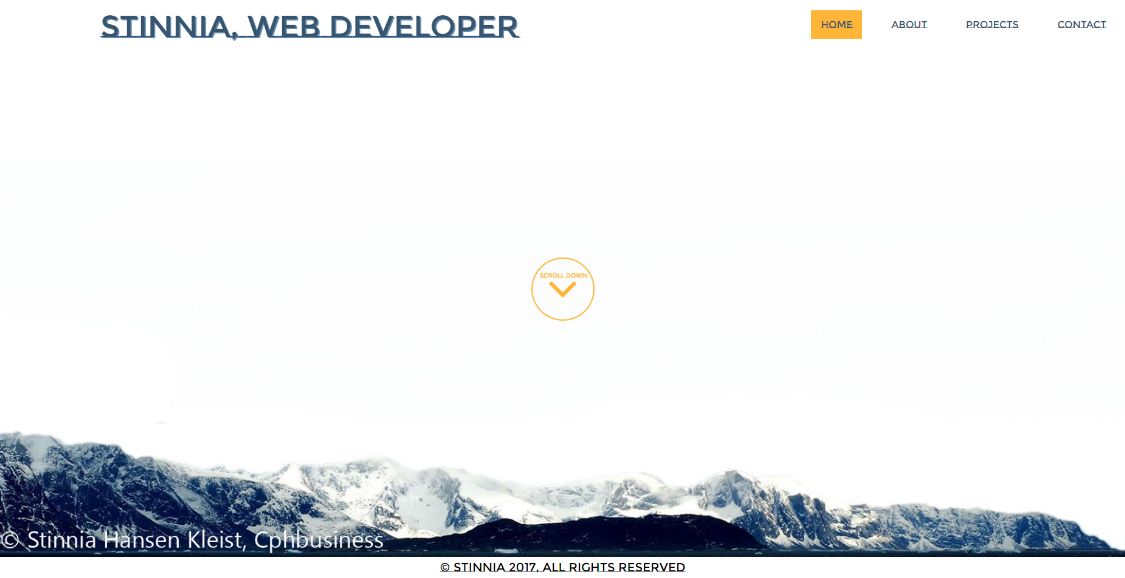 STINNIA, WEB DEVELOPER
HOME ABOUT PROJECTS CONTACT
SCROLL DOWN
© Stinnia Hansen Kleist, Cphbusiness
© STINNIA 2017, ALL RIGHTS RESERVED